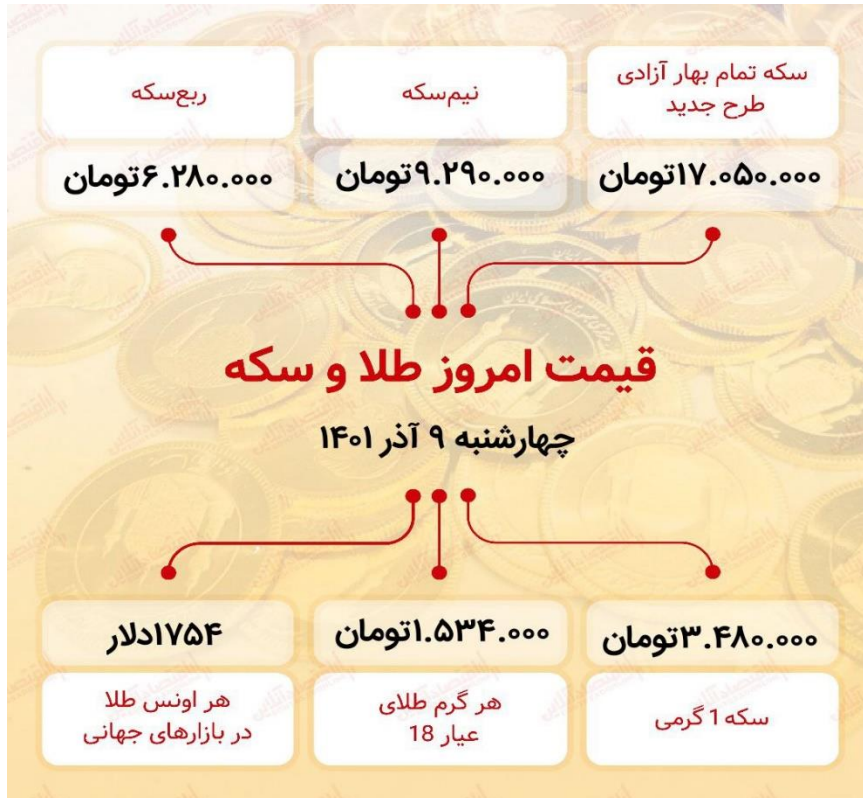 سکه تمام بهار آزادی
طرح جدید
۱۷.۰۵۰.۰۰۰تومان
نیم‌سکه
۹.۲۹۰.۰۰۰تومان
ربع‌سکه
۶.۲۸۰.۰۰۰تومان
قیمت امروز طلا و سکه
چهارشنبه ۹ آذر ۱۴۰۱
۳.۴۸۰.۰۰۰تومان
سکه 1 گرمی
۱.۵۳۴.۰۰۰تومان
هر گرم طلای
عیار 18
۱۷۵۴دلار
هر اونس طلا
در بازارهای جهانی